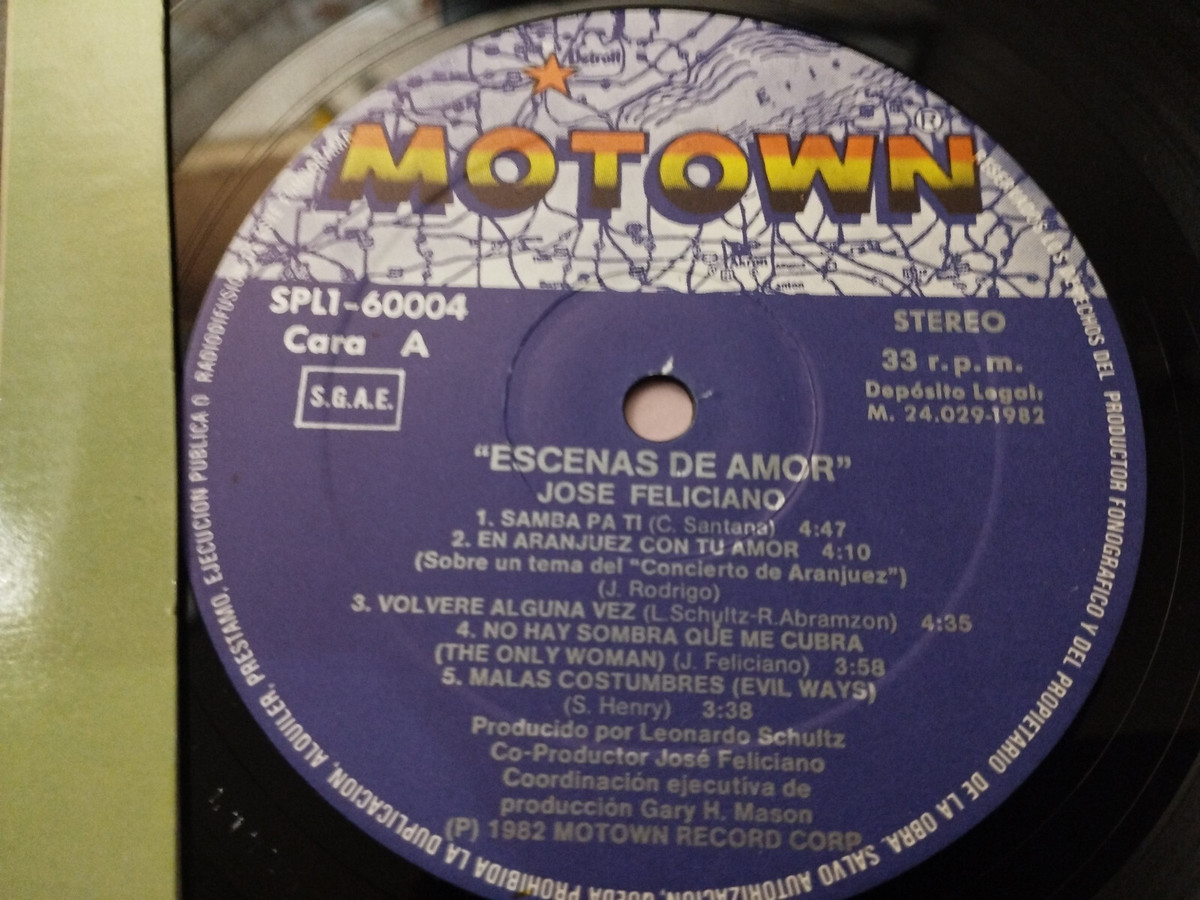 Detroit
MOTOWN
®
E
Akron
SPL1-60004
Cara A
S.G.A.E.
STEREO
33 r.p.m.
Depósito Legal:
M. 24.029-1982
"ESCENAS DE AMOR"
JOSE FELICIANO
1. SAMBA PA TI (C. Santana) 4:47
2. EN ARANJUEZ CON TU AMOR 4:10
(Sobre un tema del "Concierto de Aranjuez")
(J. Rodrigo)
3. VOLVERE ALGUNA VEZ (L.Schultz-R.Abramzon) 4:35
4. NO HAY SOMBRA QUE ME CUBRA
(THE ONLY WOMAN) (J. Feliciano) 3:58
5. MALAS COSTUMBRES (EVIL WAYS)
(S. Henry) 3:38
Producido por Leonardo Schultz
Co-Productor José Feliciano
Coordinación ejecutiva de
producción Gary H. Mason
(P) 1982 MOTOWN RECORD CORP
RESERVADOS LOS DERECHOS DEL PRODUCTOR FONOGRAFICO Y DEL PROPIETARIO DE LA OBRA. SALVO AUTORIZACION, QUEDA PROHIBIDA LA DUPLICACION, ALQUILER, PRESTAMO, EJECUCION PUBLICA O RADIODIFUSION